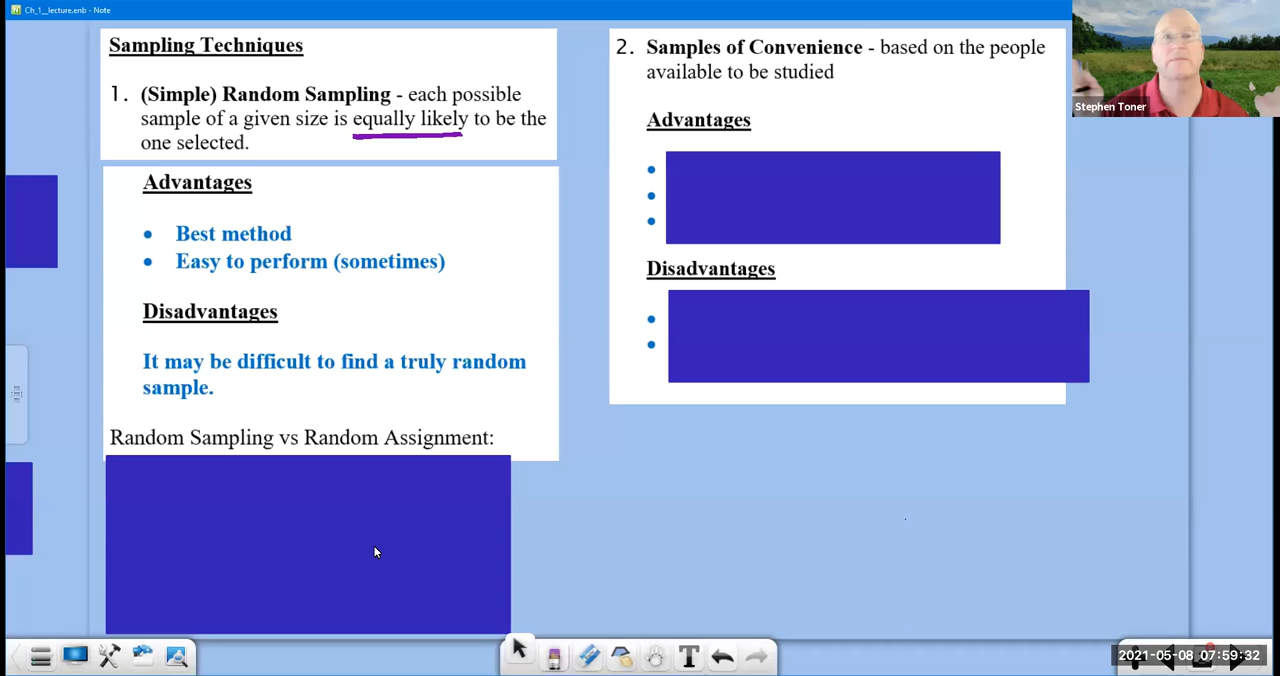 Ch_1__lecture.enb - Note
Sampling Techniques
1. (Simple) Random Sampling - each possible
sample of a given size is equally likely to be the
one selected.
Advantages
• Best method
• Easy to perform (sometimes)
Disadvantages
It may be difficult to find a truly random
sample.
Random Sampling vs Random Assignment:
2. Samples of Convenience - based on the people
available to be studied
Advantages
Disadvantages
Stephen Toner
T
2021-05-08 07:59:32